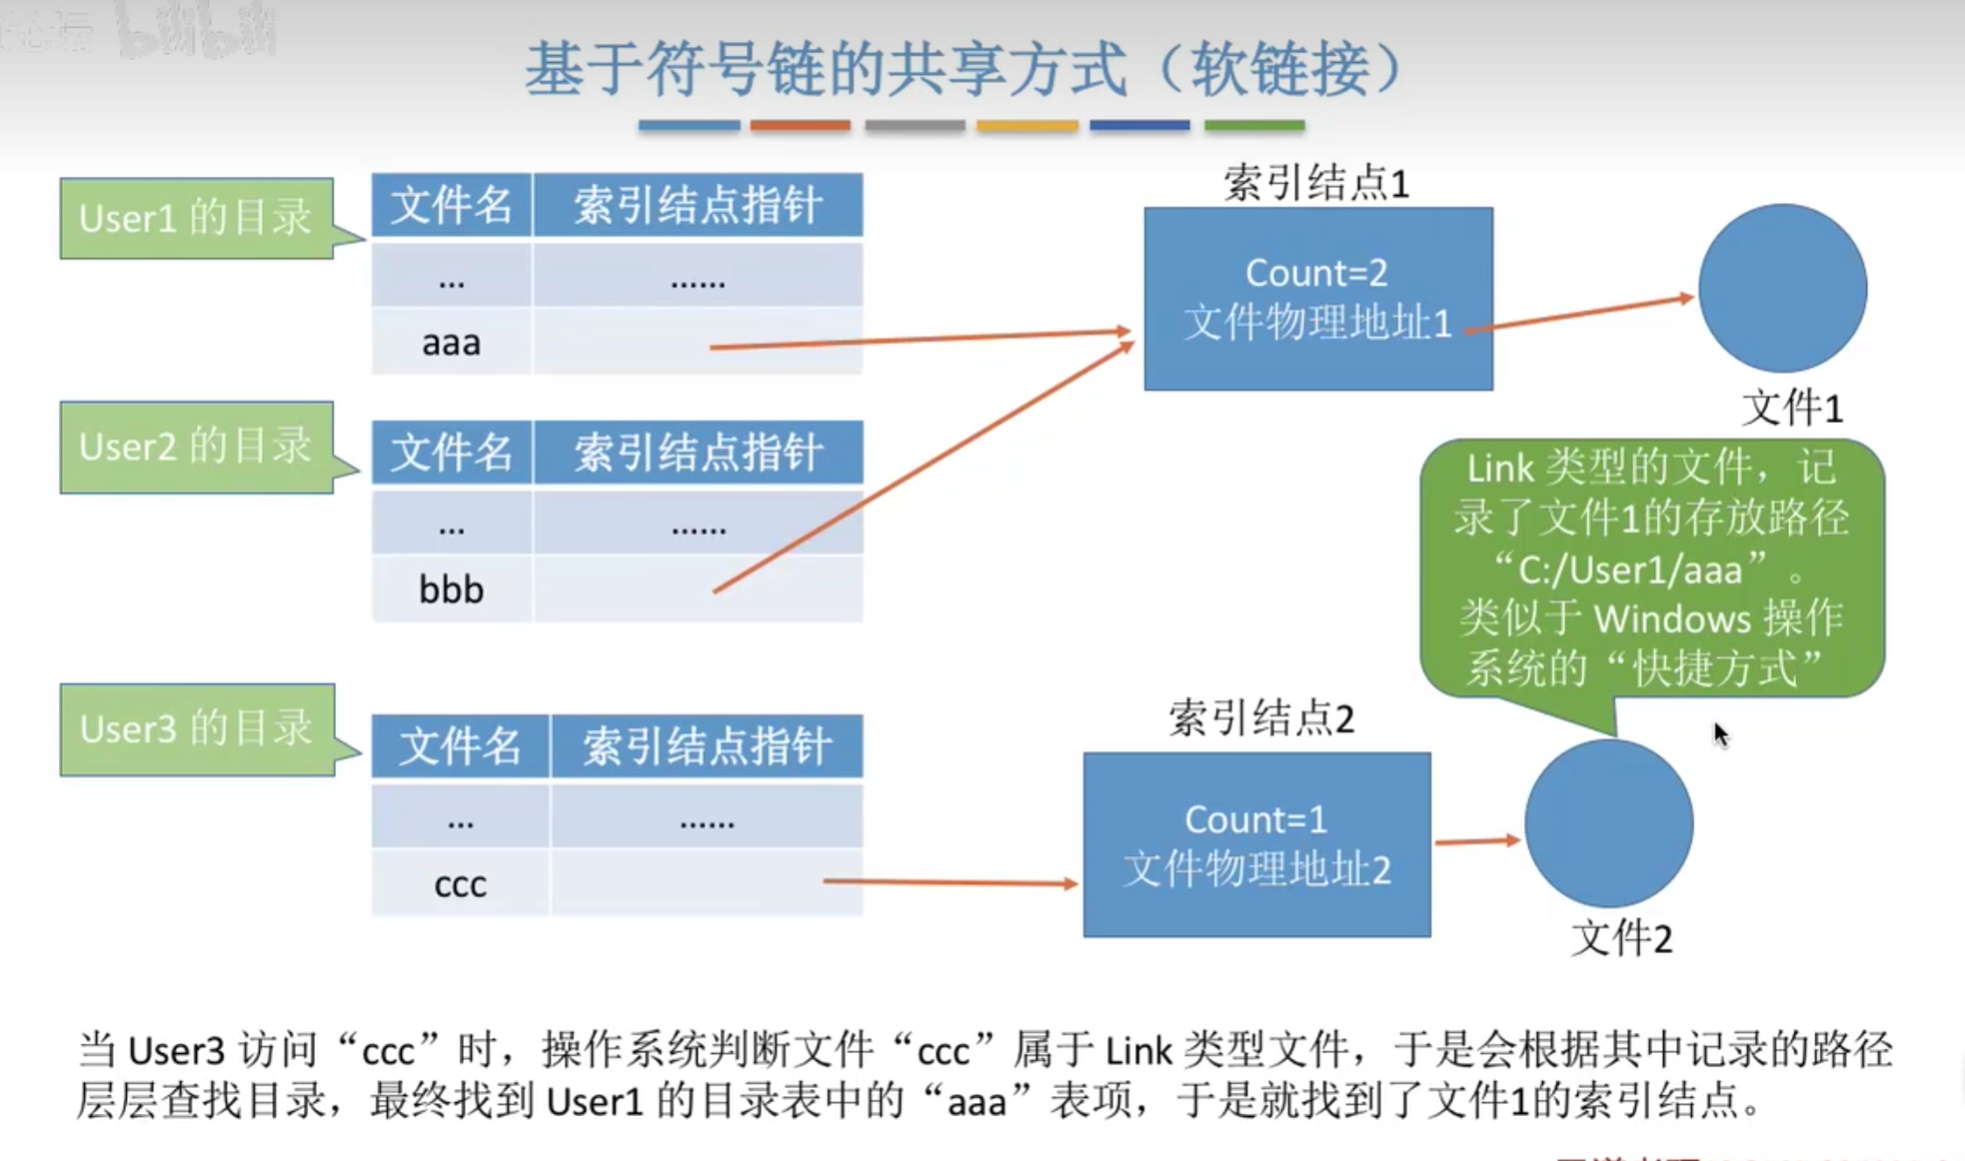 基于符号链的共享方式（软链接）
User1 的目录
文件名 索引结点指针
... ......
aaa
索引结点1
Count=2
文件物理地址1
文件1
User2 的目录
文件名 索引结点指针
... ......
bbb
Link 类型的文件，记
录了文件1的存放路径
“C:/User1/aaa”。
类似于 Windows 操作
系统的“快捷方式”
User3 的目录
文件名 索引结点指针
... ......
ccc
索引结点2
Count=1
文件物理地址2
文件2
当 User3 访问“ccc”时，操作系统判断文件“ccc”属于 Link 类型文件，于是会根据其中记录的路径
层层查找目录，最终找到 User1 的目录表中的“aaa”表项，于是就找到了文件1的索引结点。